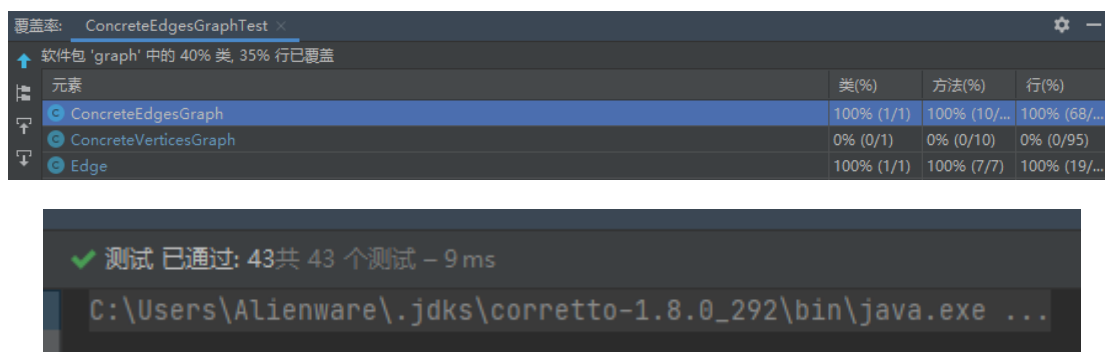 覆盖率: ConcreteEdgesGraphTest ×
软件包 'graph' 中的 40% 类, 35% 行已覆盖
元素 类(%) 方法(%) 行(%)
ConcreteEdgesGraph 100% (1/1) 100% (10/... 100% (68/...
ConcreteVerticesGraph 0% (0/1) 0% (0/10) 0% (0/95)
Edge 100% (1/1) 100% (7/7) 100% (19/...
测试 已通过: 43共 43 个测试 – 9 ms
C:\Users\Alienware\.jdks\corretto-1.8.0_292\bin\java.exe ...